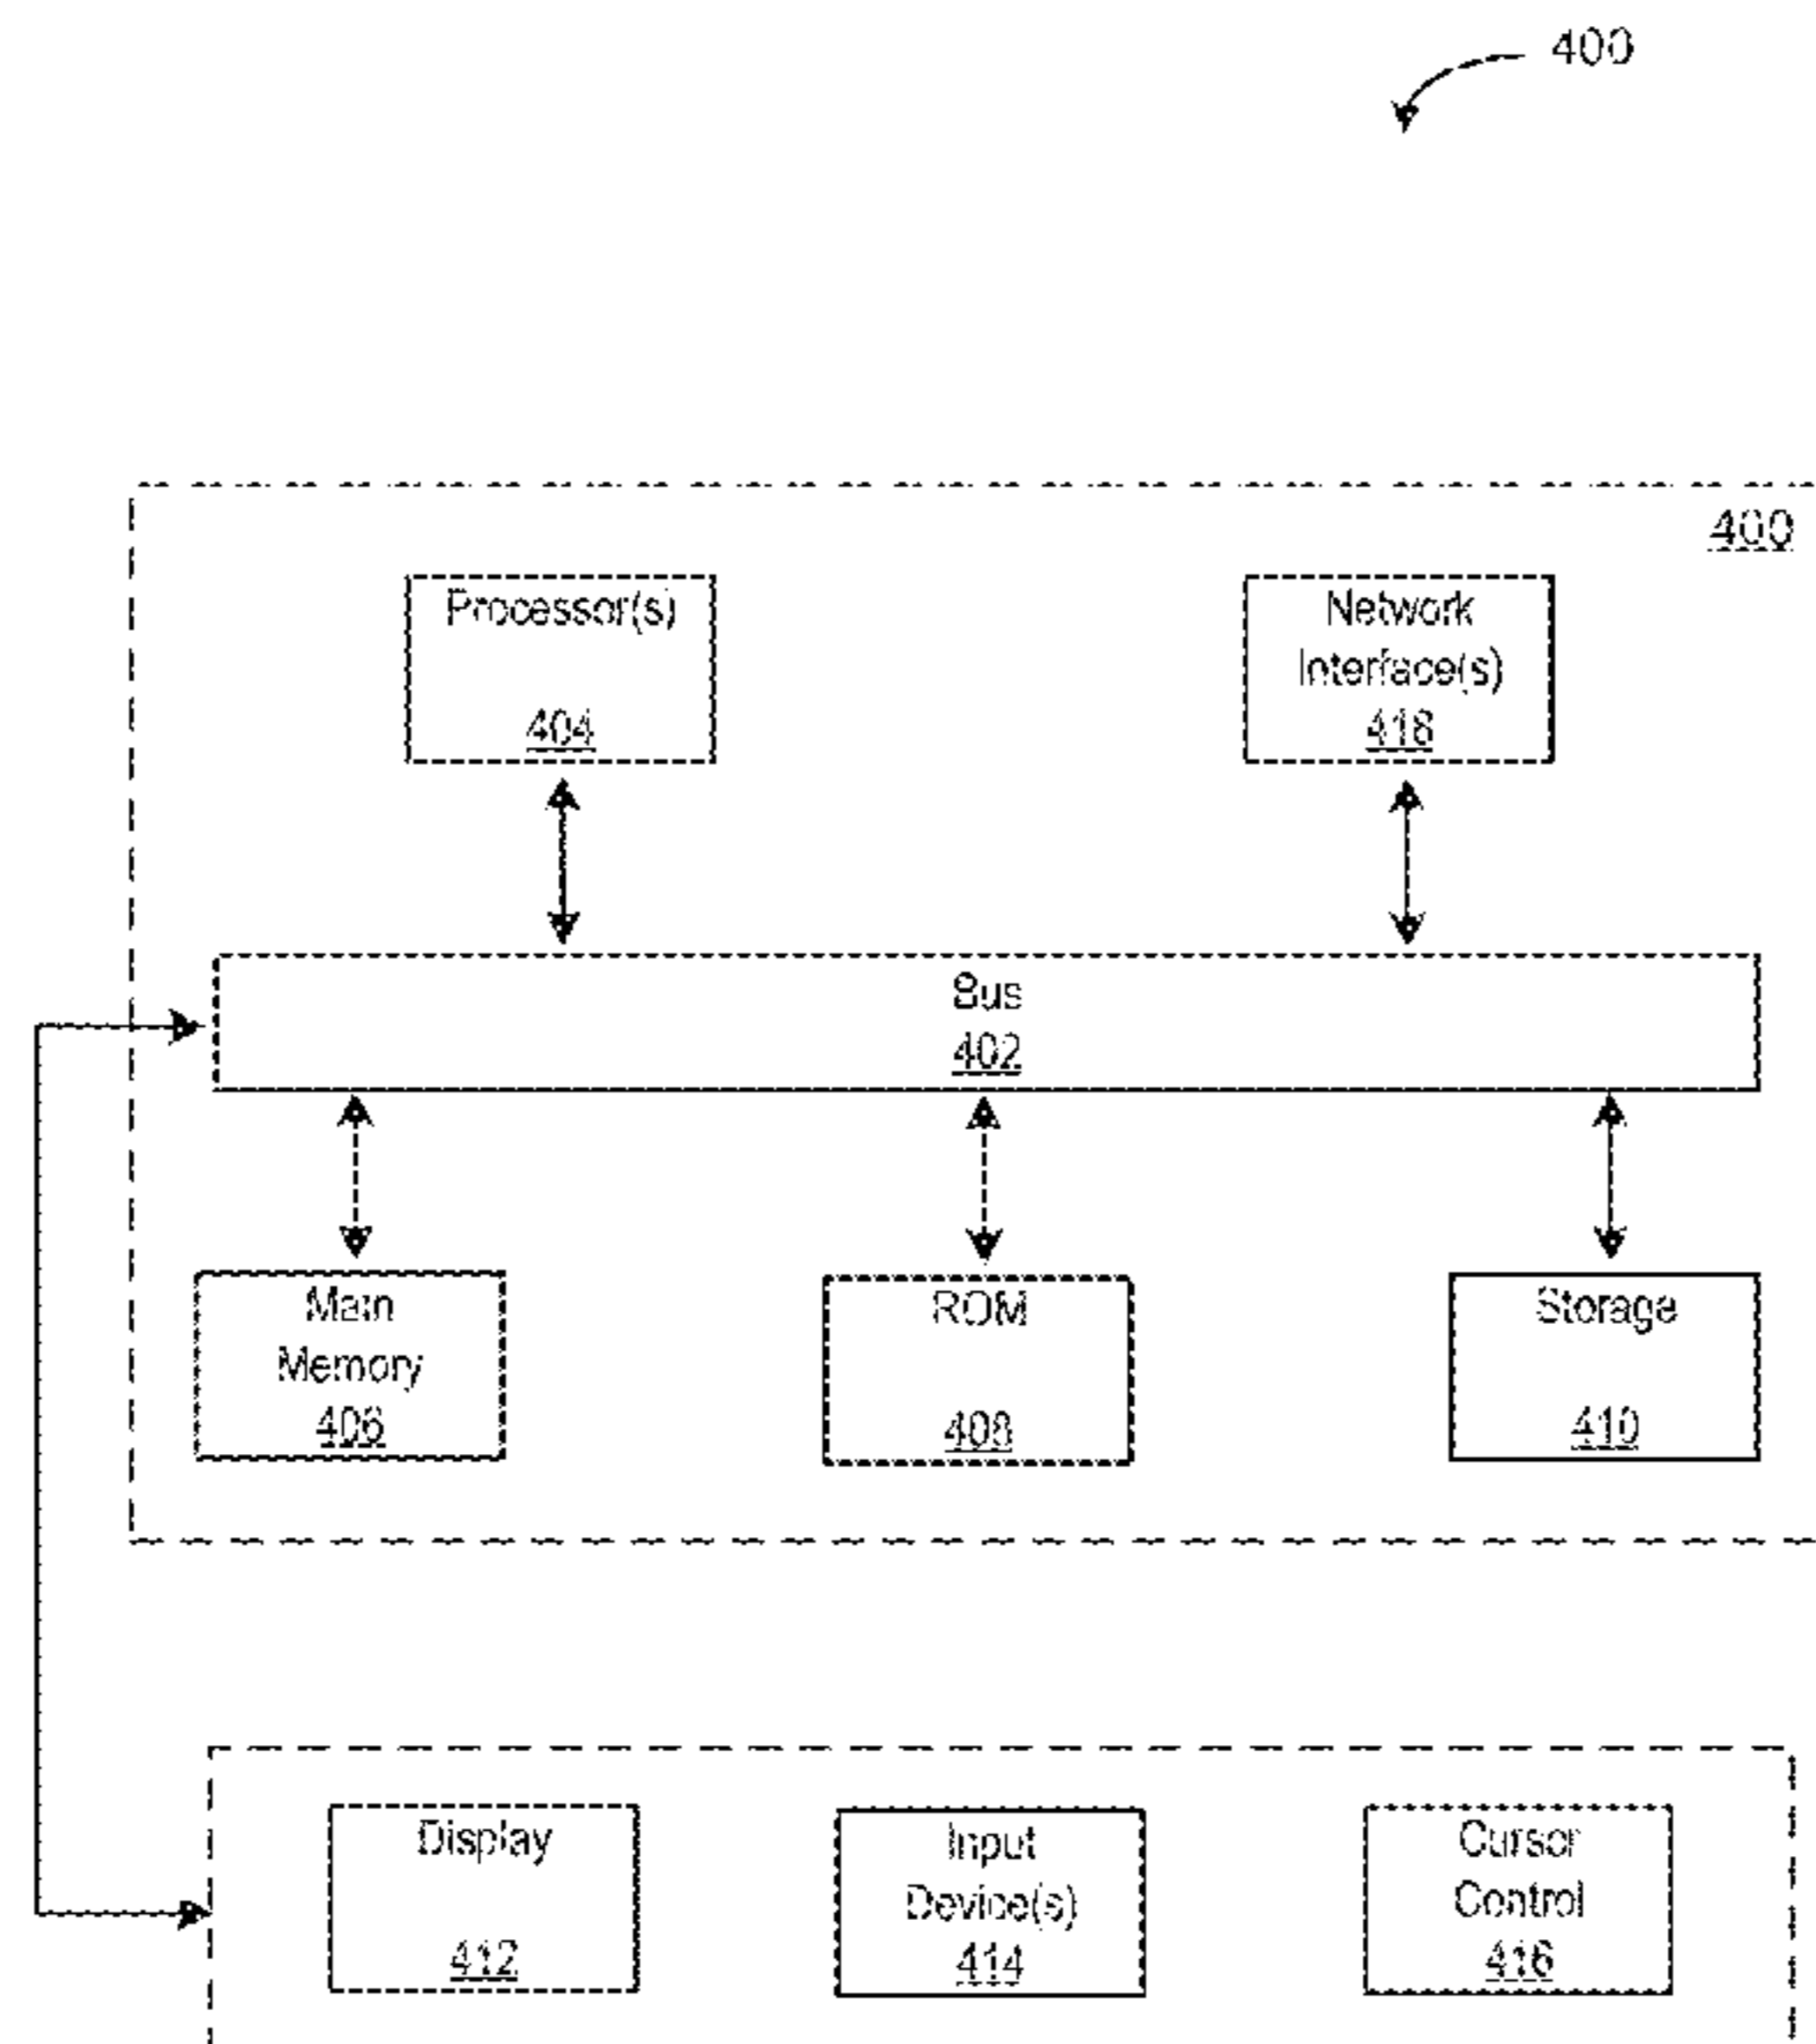 400
400
Processor(s)
404
Network
Interface(s)
418
Bus
402
Main
Memory
406
ROM
408
Storage
410
Display
412
Input
Device(s)
414
Cursor
Control
416